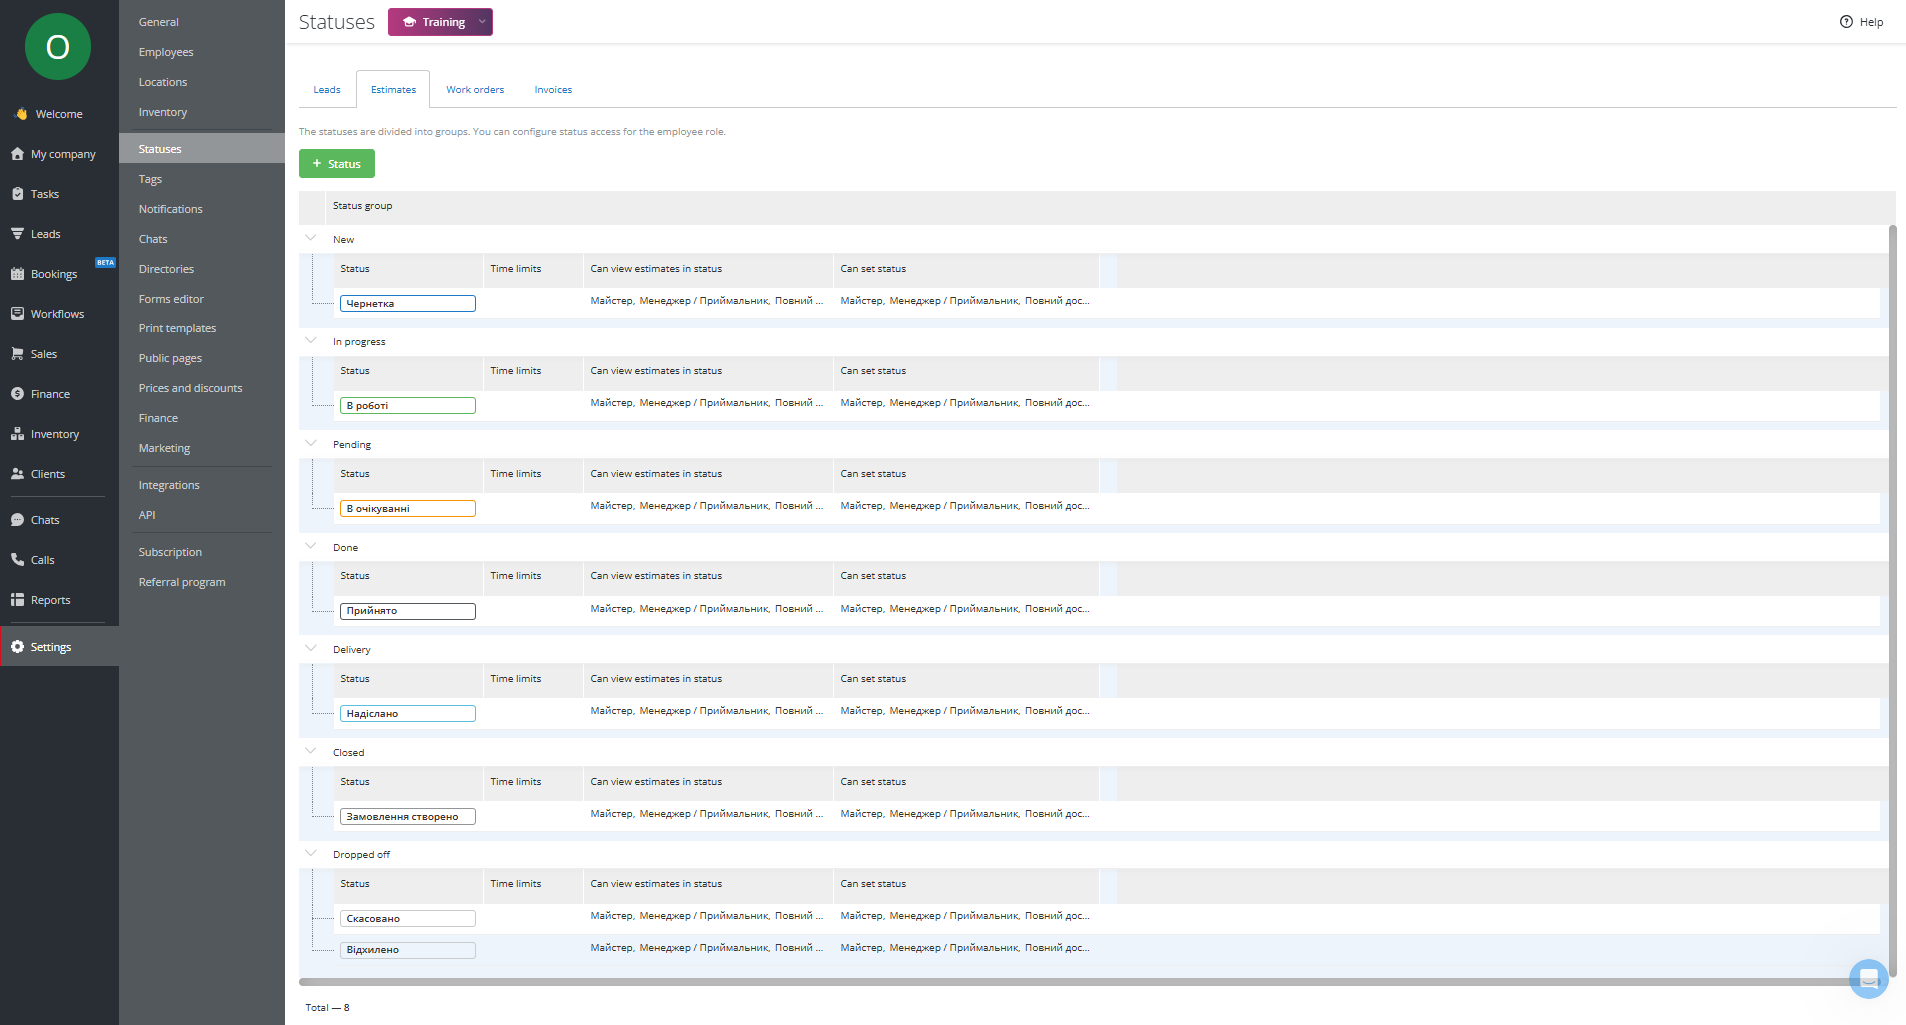 O
Welcome
My company
Tasks
Leads
BETA
Bookings
Workflows
Sales
Finance
Inventory
Clients
Chats
Calls
Reports
Settings
General
Employees
Locations
Inventory
Statuses
Tags
Notifications
Chats
Directories
Forms editor
Print templates
Public pages
Prices and discounts
Finance
Marketing
Integrations
API
Subscription
Referral program
Statuses Training Help
Leads Estimates Work orders Invoices
The statuses are divided into groups. You can configure status access for the employee role.
+ Status
Status group
New
Status Time limits Can view estimates in status Can set status
Чернетка Майстер, Менеджер / Приймальник, Повний ... Майстер, Менеджер / Приймальник, Повний дос...
In progress
Status Time limits Can view estimates in status Can set status
В роботі Майстер, Менеджер / Приймальник, Повний ... Майстер, Менеджер / Приймальник, Повний дос...
Pending
Status Time limits Can view estimates in status Can set status
В очікуванні Майстер, Менеджер / Приймальник, Повний ... Майстер, Менеджер / Приймальник, Повний дос...
Done
Status Time limits Can view estimates in status Can set status
Прийнято Майстер, Менеджер / Приймальник, Повний ... Майстер, Менеджер / Приймальник, Повний дос...
Delivery
Status Time limits Can view estimates in status Can set status
Надіслано Майстер, Менеджер / Приймальник, Повний ... Майстер, Менеджер / Приймальник, Повний дос...
Closed
Status Time limits Can view estimates in status Can set status
Замовлення створено Майстер, Менеджер / Приймальник, Повний ... Майстер, Менеджер / Приймальник, Повний дос...
Dropped off
Status Time limits Can view estimates in status Can set status
Скасовано Майстер, Менеджер / Приймальник, Повний ... Майстер, Менеджер / Приймальник, Повний дос...
Відхилено Майстер, Менеджер / Приймальник, Повний ... Майстер, Менеджер / Приймальник, Повний дос...
Total — 8